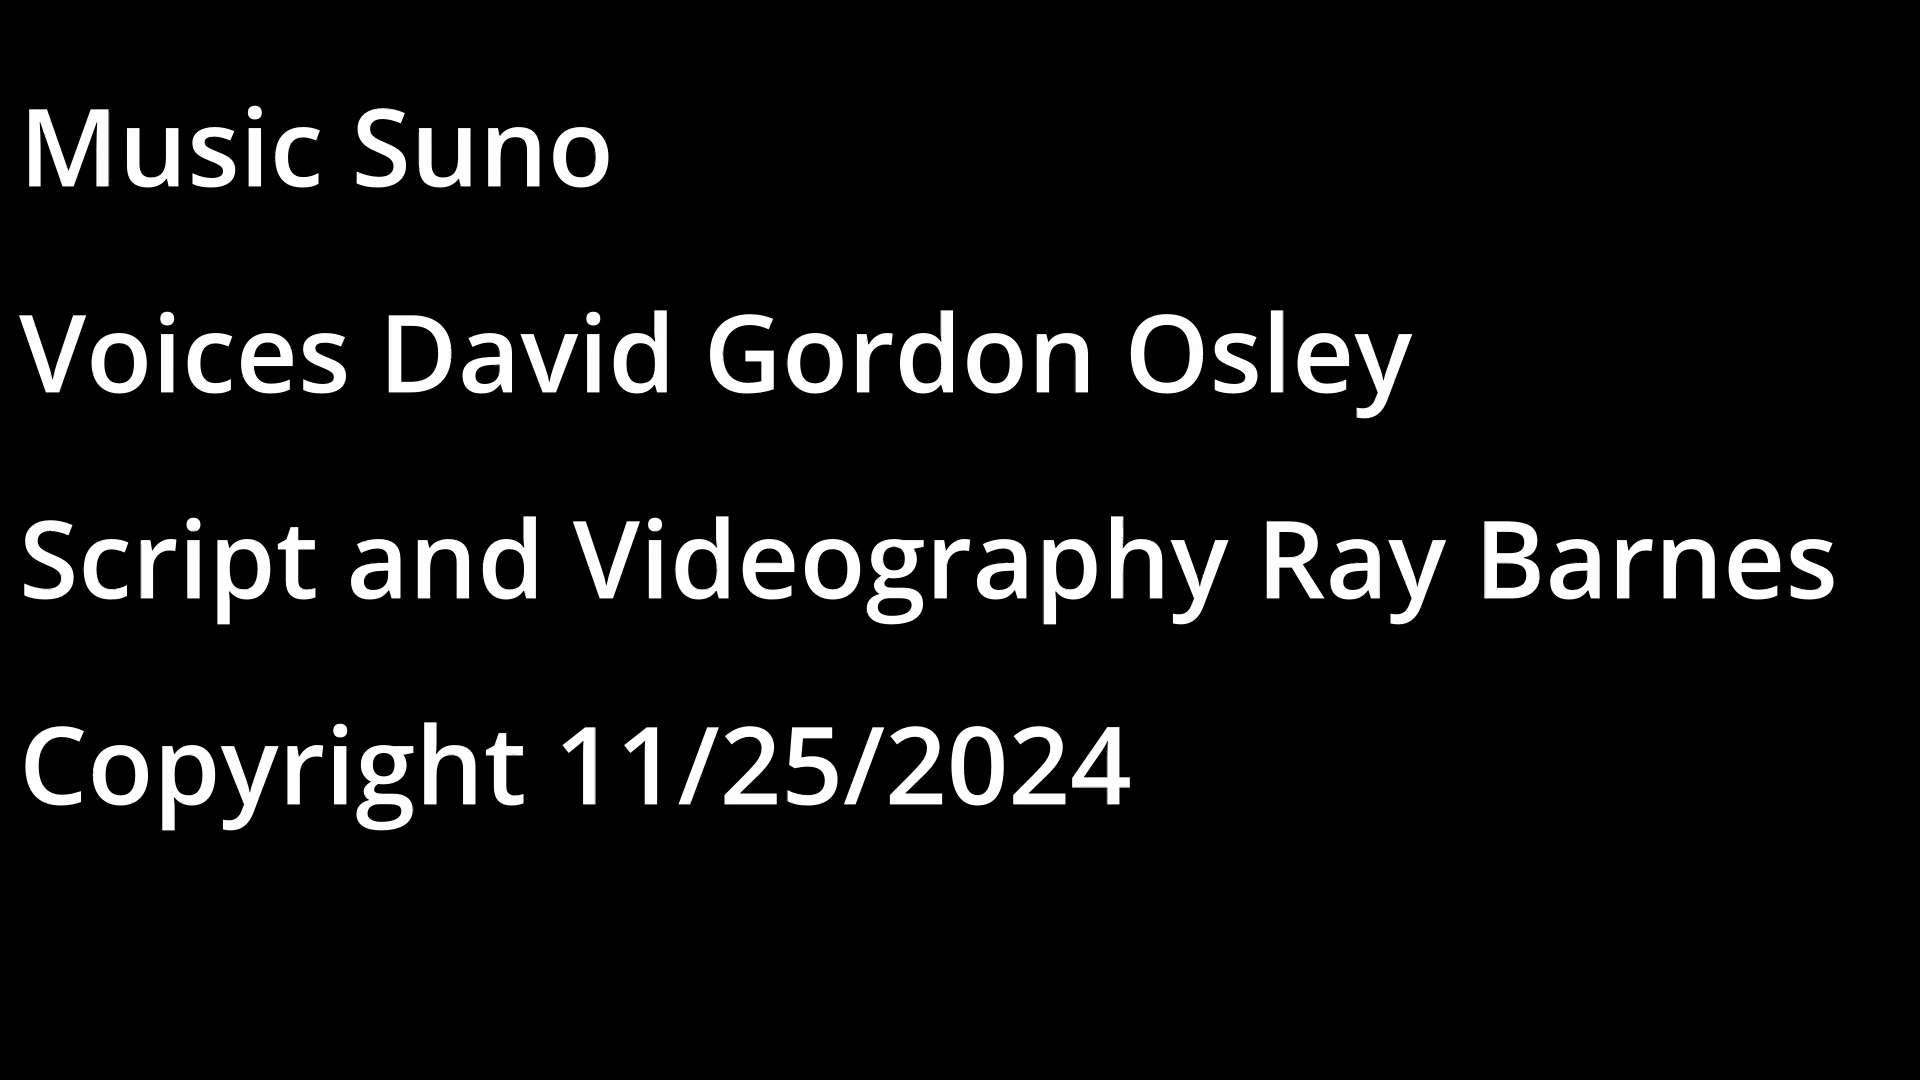 Music Suno
Voices David Gordon Osley
Script and Videography Ray Barnes
Copyright 11/25/2024